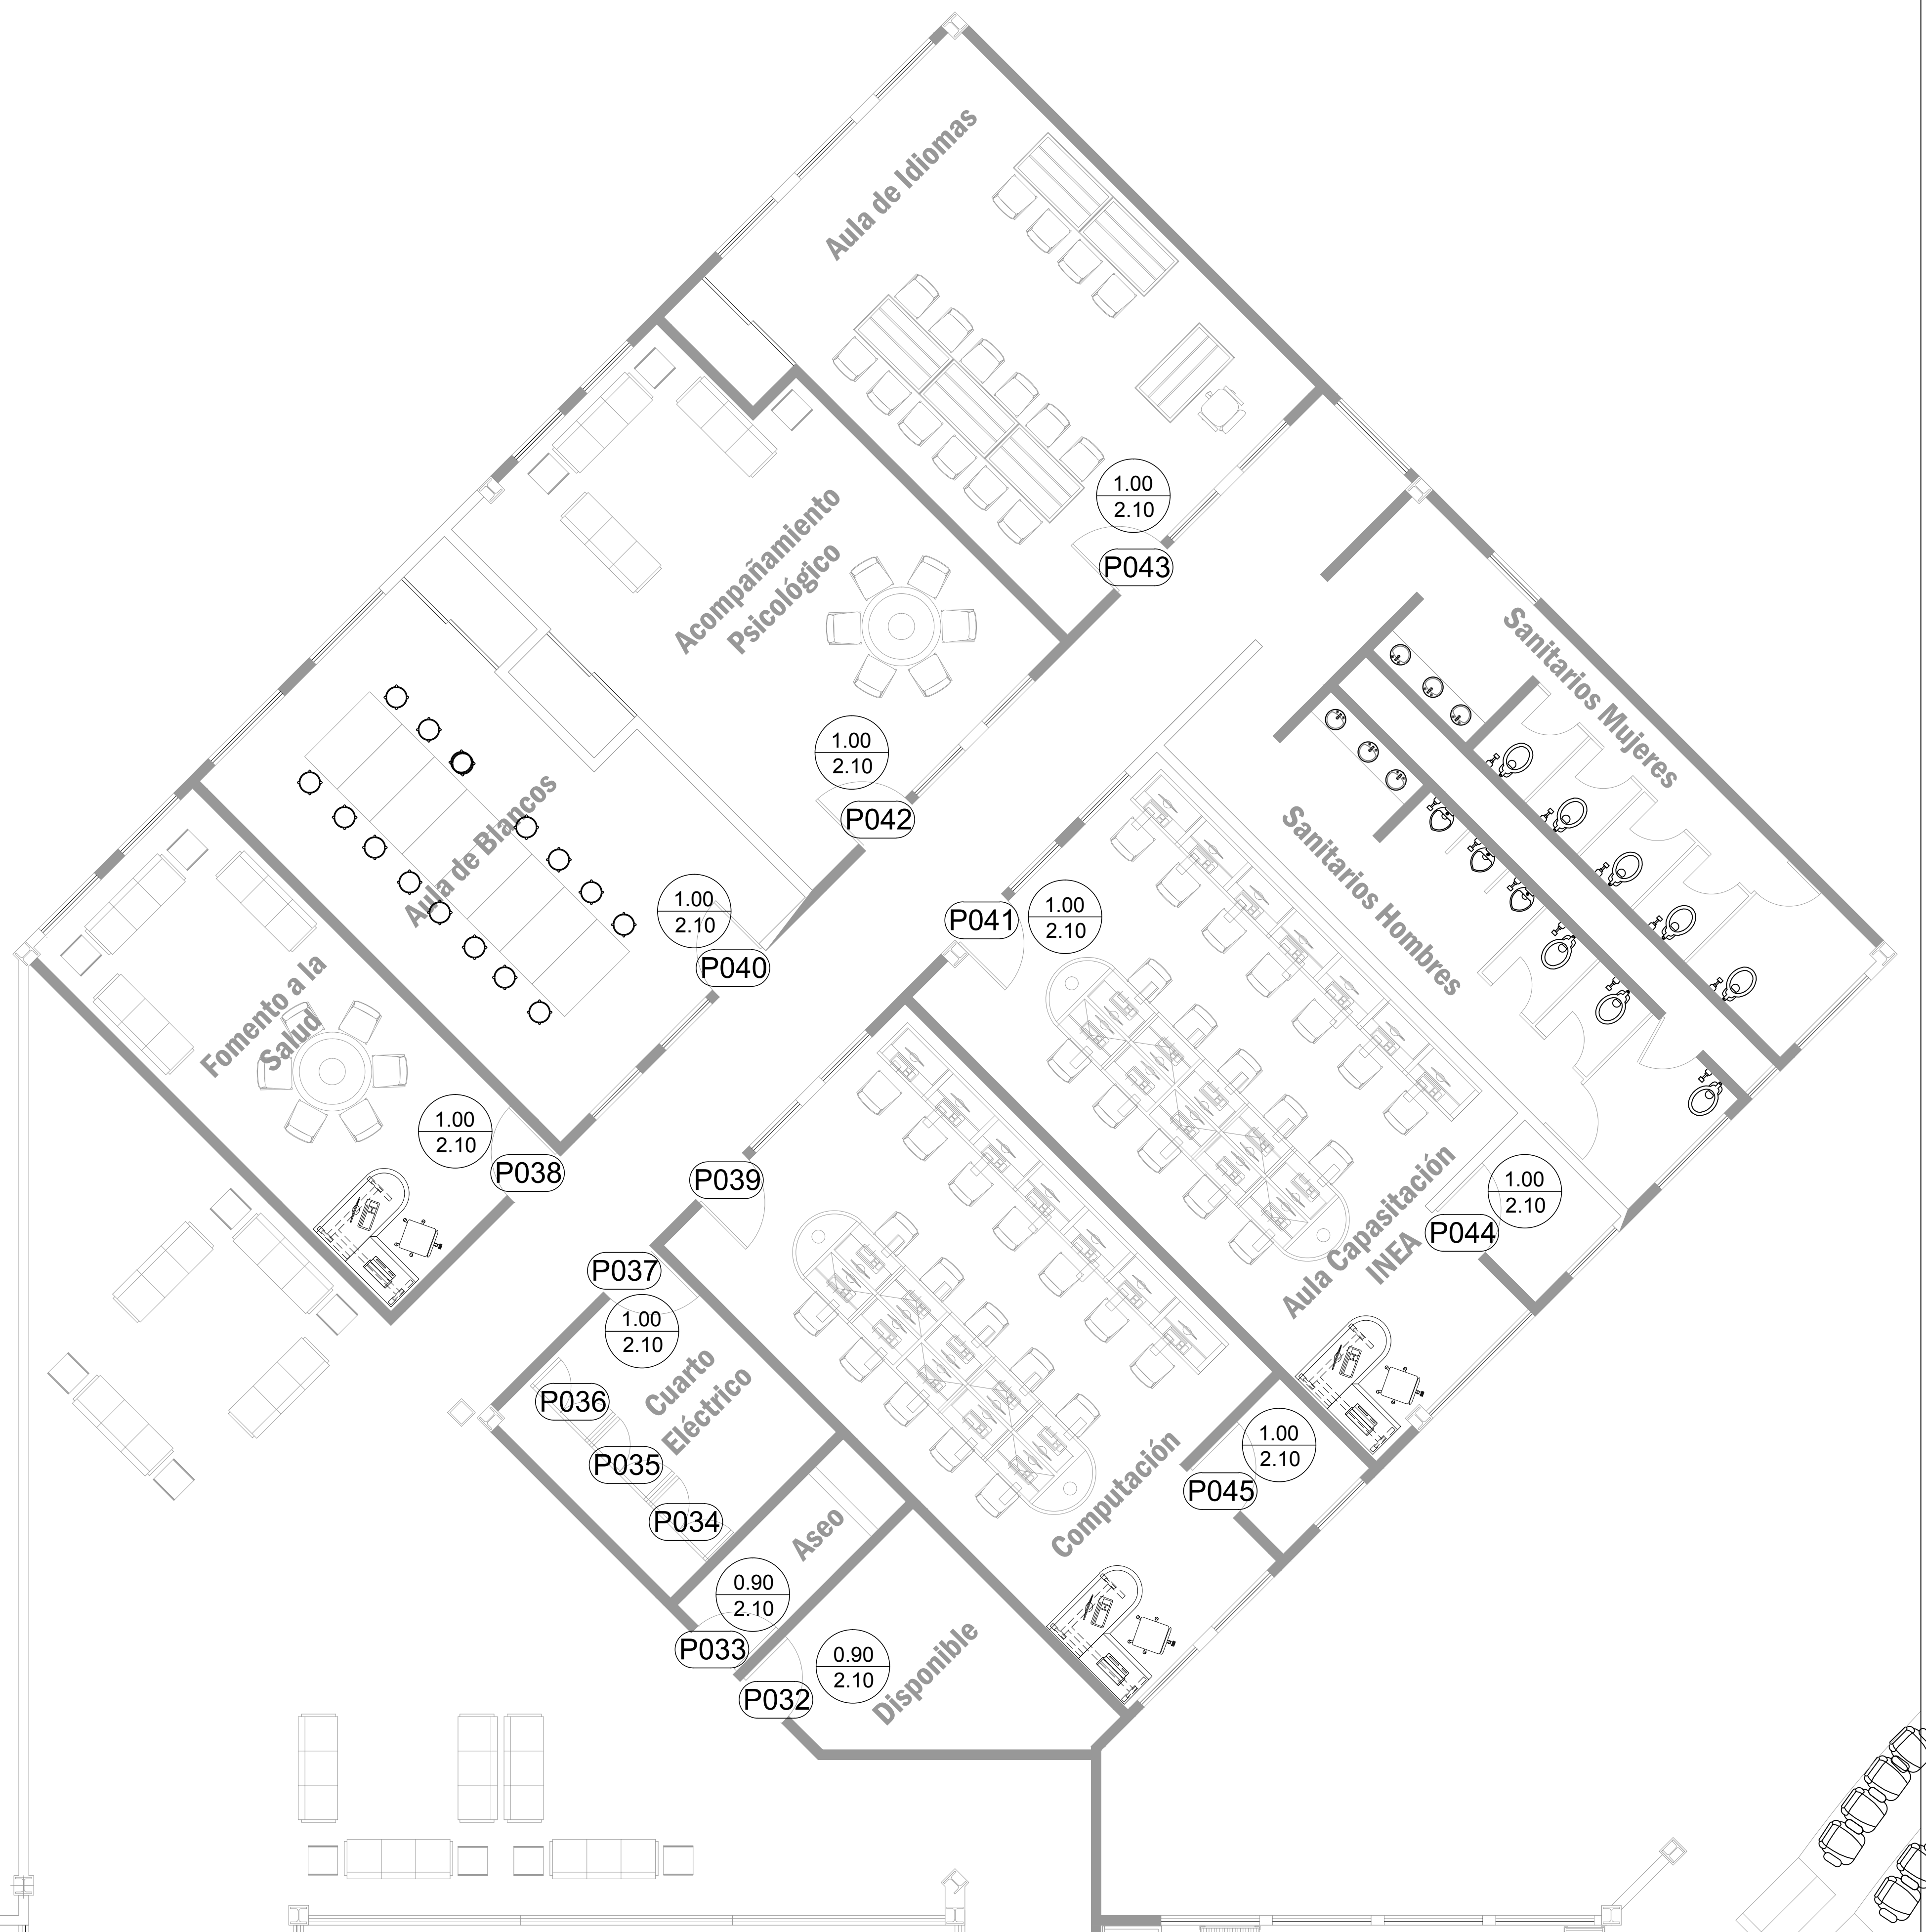 Aula de Idiomas
1.00
2.10
P043
Acompañamiento
Psicológico
Sanitarios Mujeres
1.00
2.10
P042
Aula de Blancos
Sanitarios Hombres
1.00
2.10
P040
P041
1.00
2.10
Fomento a la
Salud
1.00
2.10
P038
P039
Aula Capasitación
INEA
1.00
2.10
P044
P037
1.00
2.10
Cuarto
Eléctrico
P036
P035
P034
Computación
1.00
2.10
P045
Aseo
0.90
2.10
P033
Disponible
0.90
2.10
P032